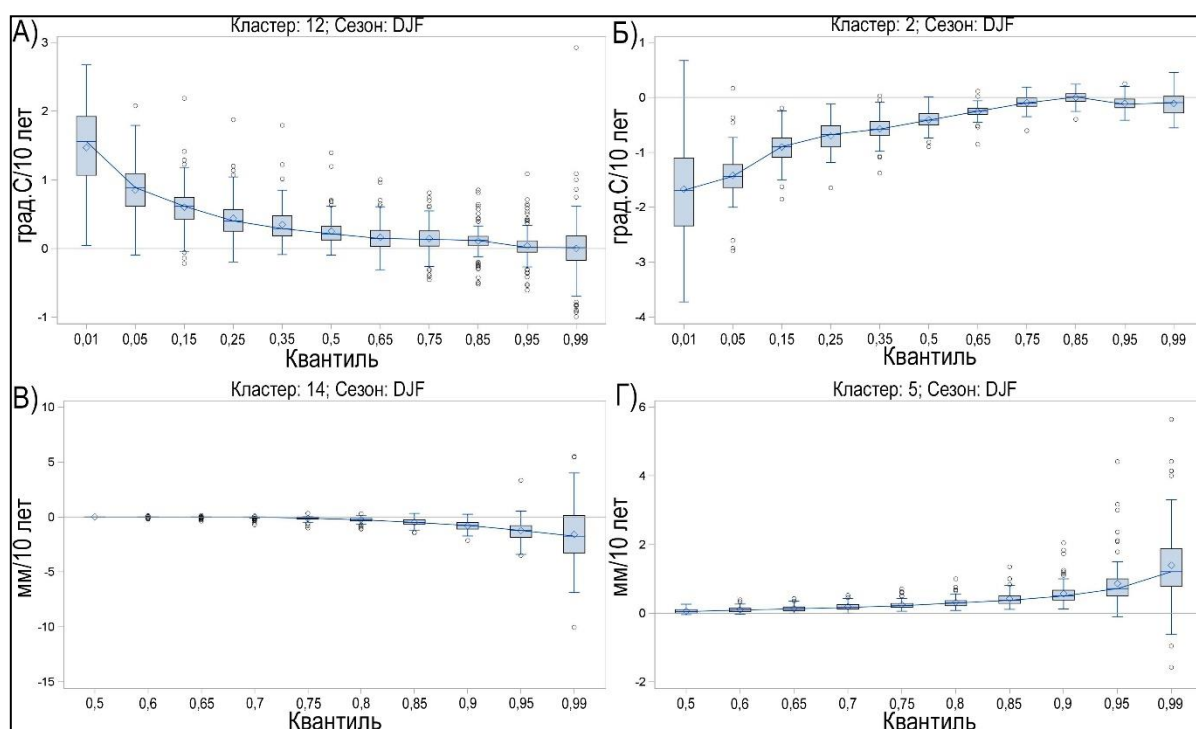 А)
Кластер: 12; Сезон: DJF
град.С/10 лет
3
2
1
0
-1
0,01 0,05 0,15 0,25 0,35 0,5 0,65 0,75 0,85 0,95 0,99
Квантиль
Б)
Кластер: 2; Сезон: DJF
град.С/10 лет
1
0
-1
-2
-3
-4
0,01 0,05 0,15 0,25 0,35 0,5 0,65 0,75 0,85 0,95 0,99
Квантиль
В)
Кластер: 14; Сезон: DJF
мм/10 лет
10
5
0
-5
-10
-15
0,5 0,6 0,65 0,7 0,75 0,8 0,85 0,9 0,95 0,99
Квантиль
Г)
Кластер: 5; Сезон: DJF
мм/10 лет
6
4
2
0
-2
0,5 0,6 0,65 0,7 0,75 0,8 0,85 0,9 0,95 0,99
Квантиль